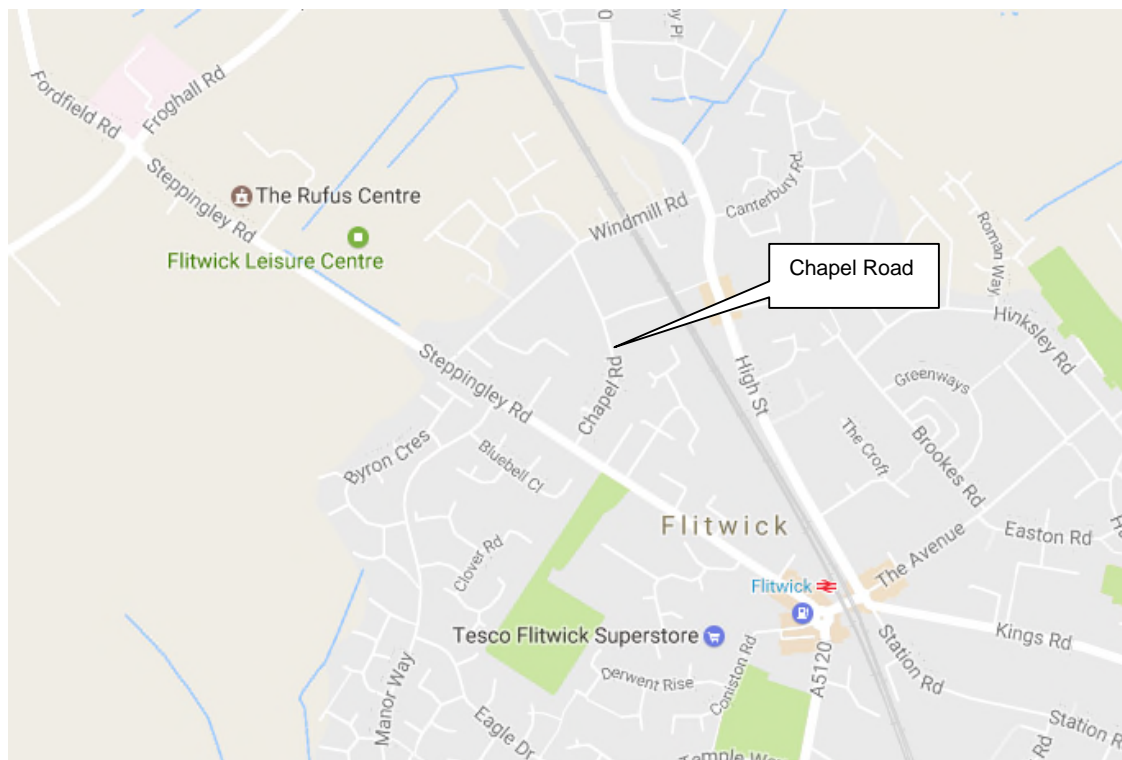 Fordfield Rd
Froghall Rd
Steppingley Rd
The Rufus Centre
Flitwick Leisure Centre
Windmill Rd
Canterbury Rd
Roman Way
Chapel Road
Hinksley Rd
Steppingley Rd
Chapel Rd
High St
Greenways
The Croft
Brookes Rd
Byron Cres
Bluebell Cl
Flitwick
Easton Rd
Clover Rd
The Avenue
Flitwick
Tesco Flitwick Superstore
Kings Rd
Derwent Rise
Coniston Rd
A5120
Station Rd
Manor Way
Eagle Dr
Station R
Rd